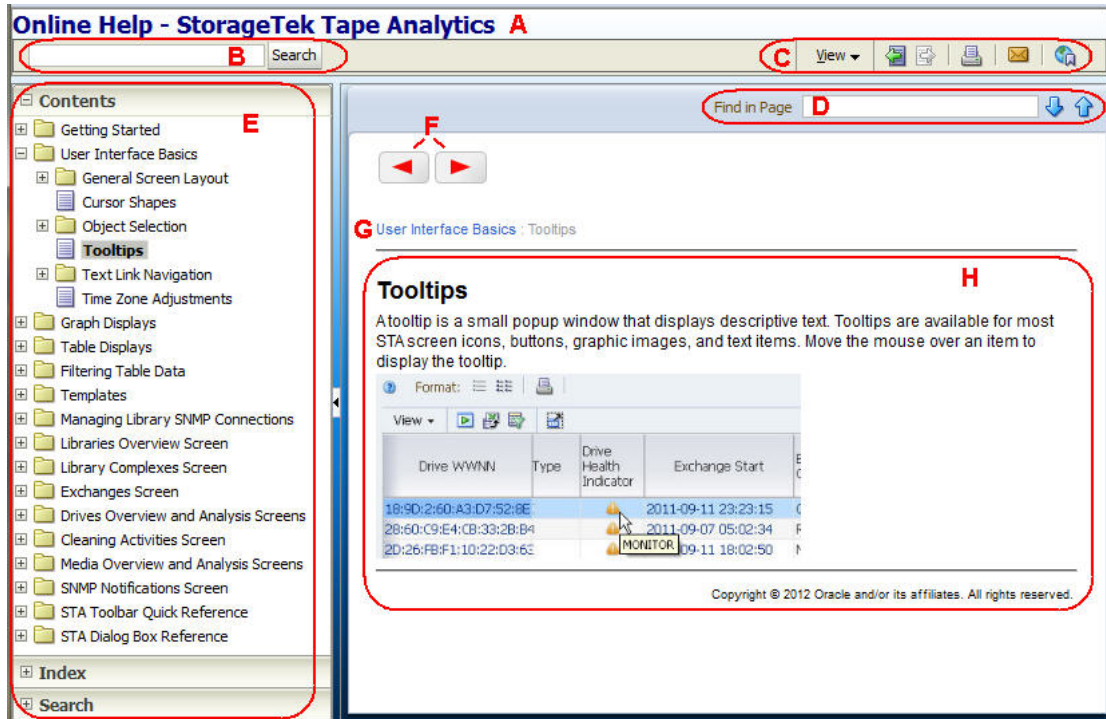 Online Help - StorageTek Tape Analytics A
B Search
C View
Find in Page D
Contents
E
Getting Started
User Interface Basics
General Screen Layout
Cursor Shapes
Object Selection
Tooltips
Text Link Navigation
Time Zone Adjustments
Graph Displays
Table Displays
Filtering Table Data
Templates
Managing Library SNMP Connections
Libraries Overview Screen
Library Complexes Screen
Exchanges Screen
Drives Overview and Analysis Screens
Cleaning Activities Screen
Media Overview and Analysis Screens
SNMP Notifications Screen
STA Toolbar Quick Reference
STA Dialog Box Reference
Index
Search
F
G User Interface Basics : Tooltips
H
Tooltips
A tooltip is a small popup window that displays descriptive text. Tooltips are available for most
STA screen icons, buttons, graphic images, and text items. Move the mouse over an item to
display the tooltip.
Format:
View
Drive WWNN Type Drive Health Indicator Exchange Start
18:9D:2:60:A3:D7:52:8E 2011-09-11 23:23:15
28:60:C9:E4:CB:33:2B:B4 2011-09-07 05:02:34
2D:26:FB:F1:10:22:D3:63 MONITOR 09-11 18:02:50
Copyright © 2012 Oracle and/or its affiliates. All rights reserved.